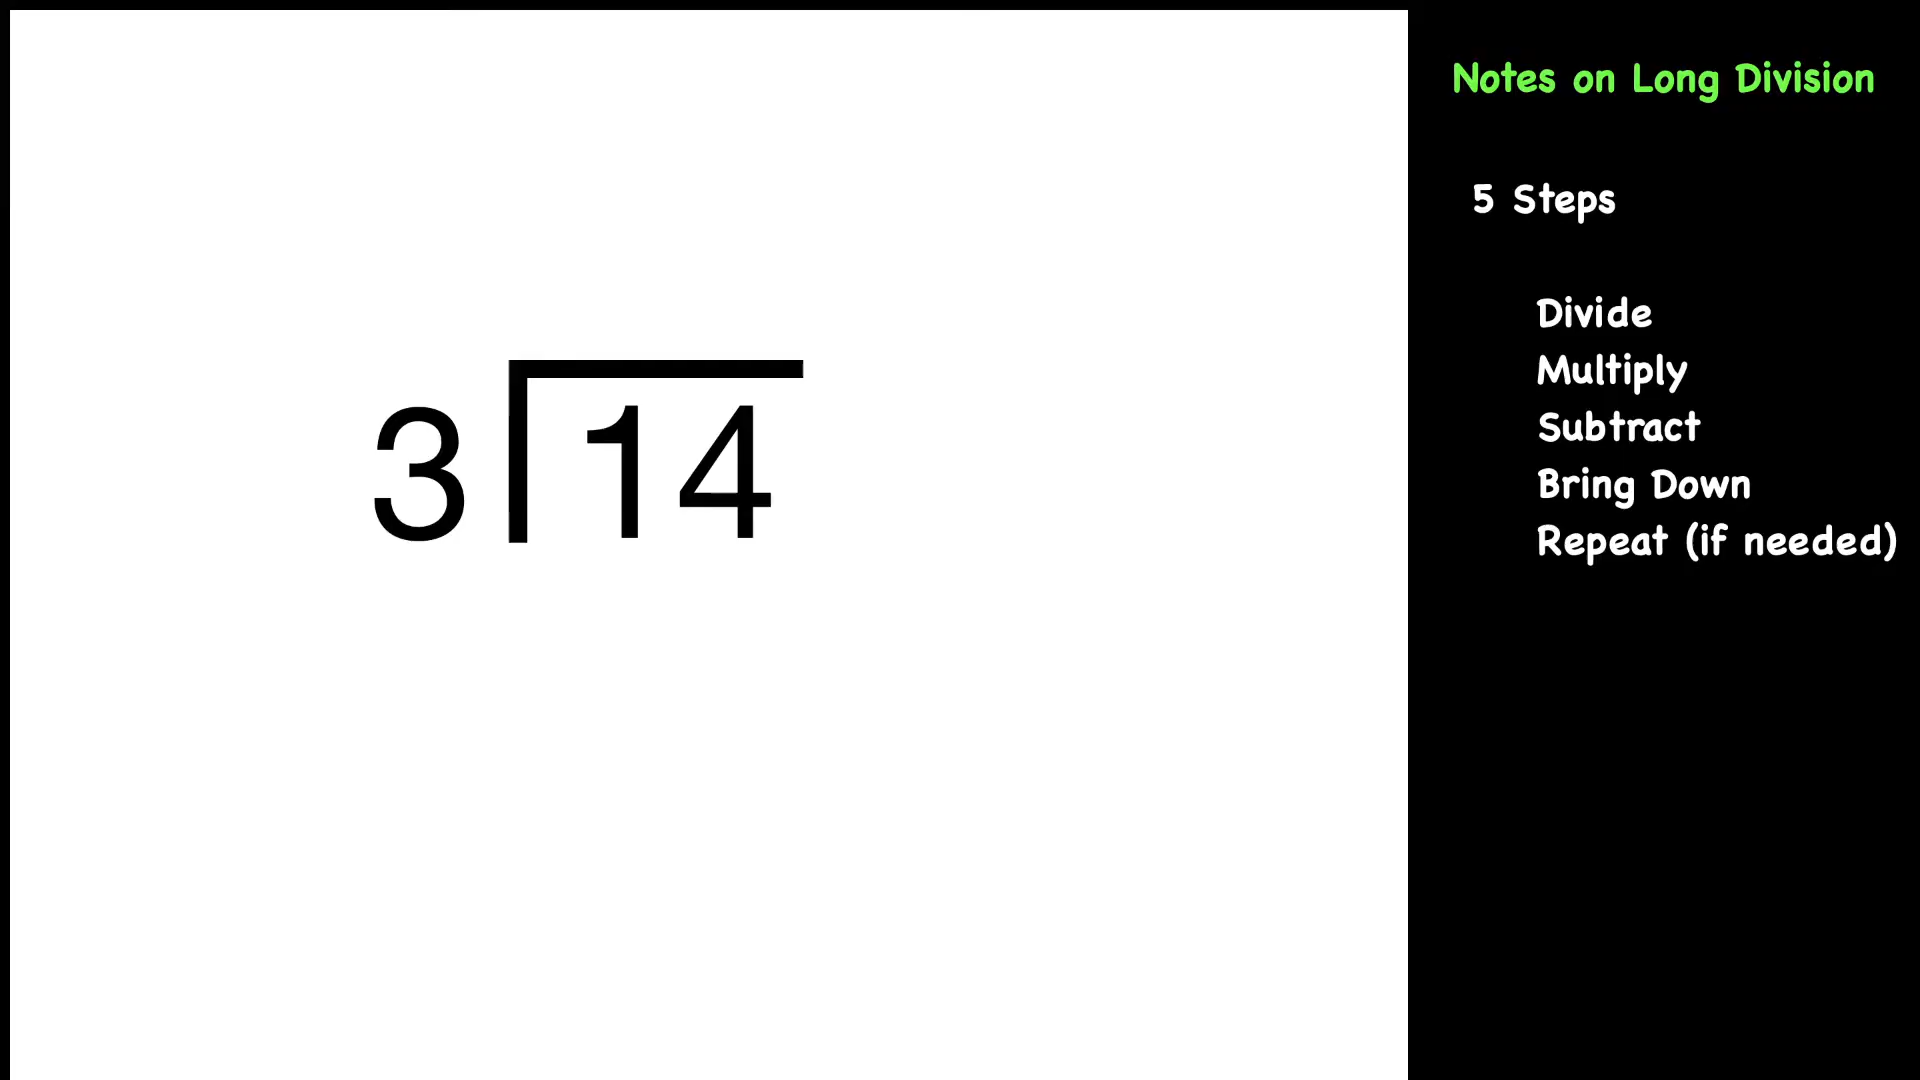 3 14
Notes on Long Division
5 Steps
Divide
Multiply
Subtract
Bring Down
Repeat (if needed)